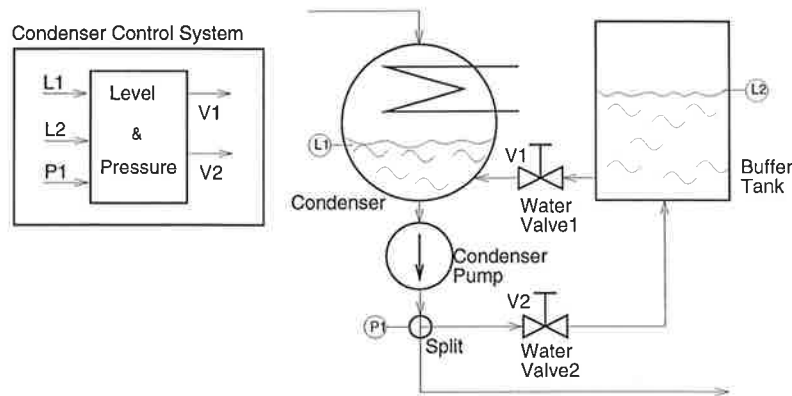 Condenser Control System
L1
L2
P1
Level
&
Pressure
V1
V2
L1
L2
V1
Water
Valve1
Buffer
Tank
Condenser
Condenser
Pump
P1
Split
V2
Water
Valve2